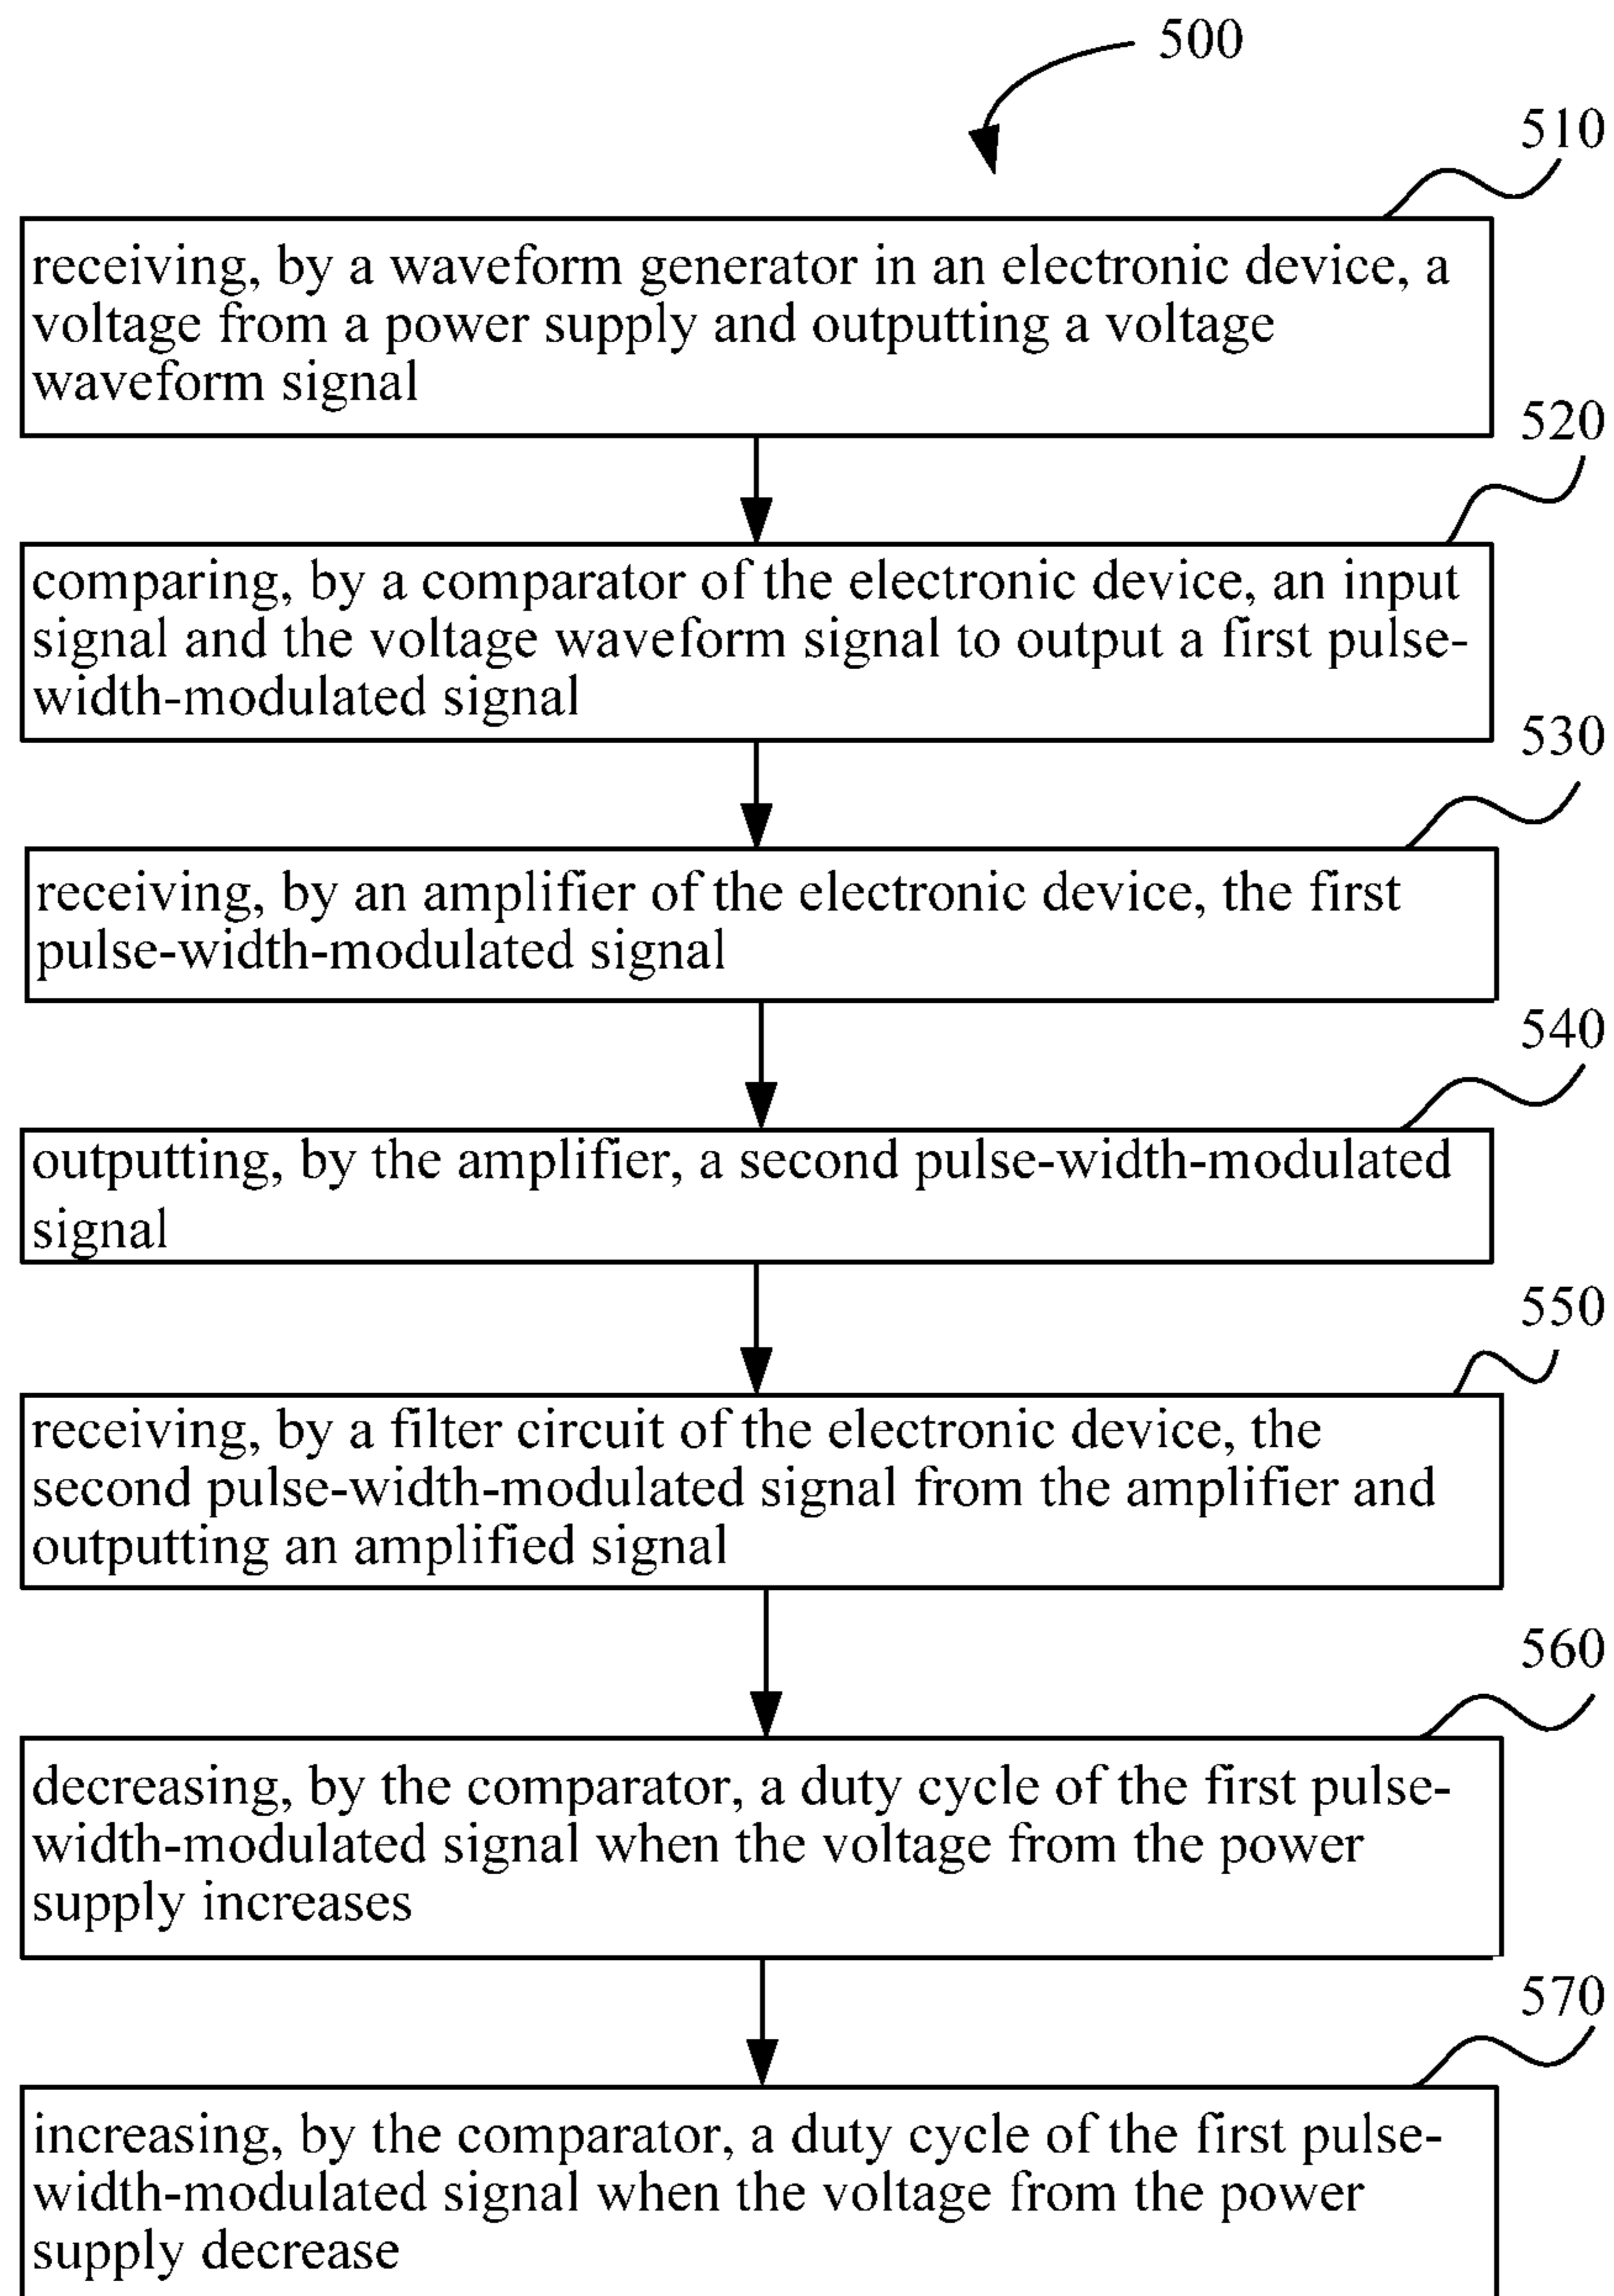 500
510
receiving, by a waveform generator in an electronic device, a
voltage from a power supply and outputting a voltage
waveform signal
520
comparing, by a comparator of the electronic device, an input
signal and the voltage waveform signal to output a first pulse-
width-modulated signal
530
receiving, by an amplifier of the electronic device, the first
pulse-width-modulated signal
540
outputting, by the amplifier, a second pulse-width-modulated
signal
550
receiving, by a filter circuit of the electronic device, the
second pulse-width-modulated signal from the amplifier and
outputting an amplified signal
560
decreasing, by the comparator, a duty cycle of the first pulse-
width-modulated signal when the voltage from the power
supply increases
570
increasing, by the comparator, a duty cycle of the first pulse-
width-modulated signal when the voltage from the power
supply decrease